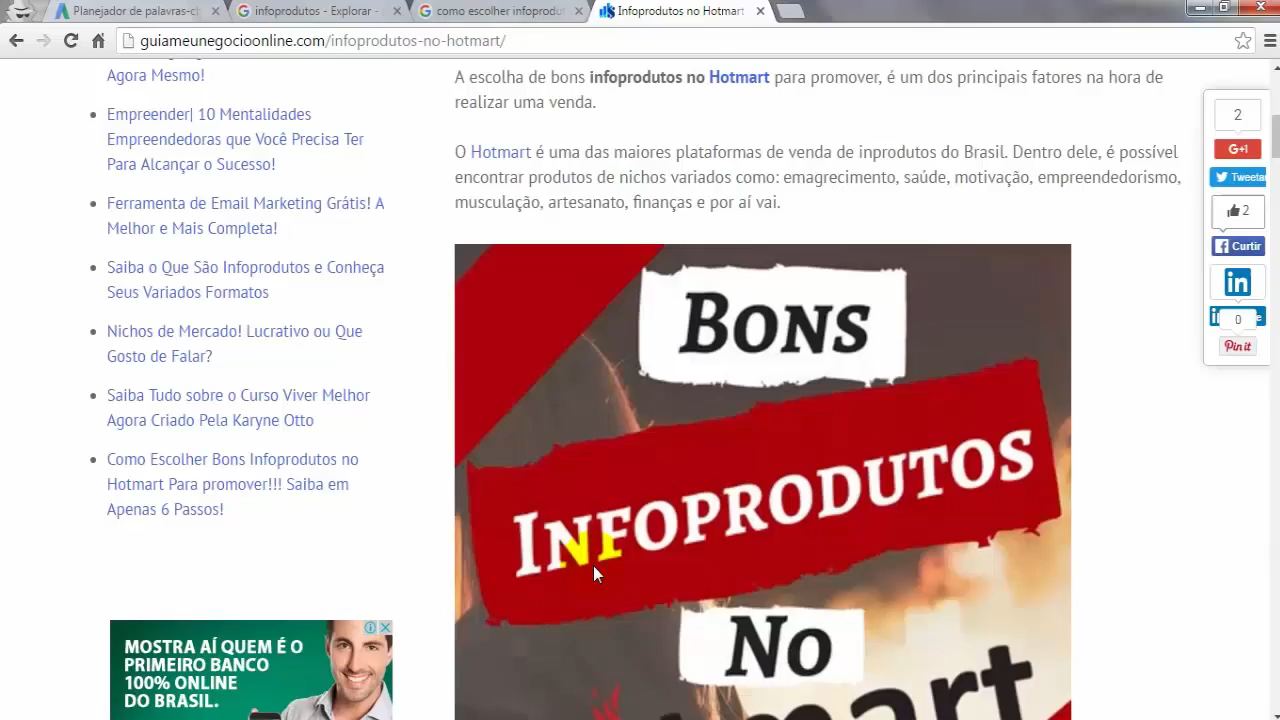 Planejador de palavras-c
infoprodutos - Explorar -
como escolher infoprodut
Infoprodutos no Hotmart
guiameunegocioonline.com/infoprodutos-no-hotmart/
Agora Mesmo!
Empreender| 10 Mentalidades
Empreendedoras que Você Precisa Ter
Para Alcançar o Sucesso!
Ferramenta de Email Marketing Grátis! A
Melhor e Mais Completa!
Saiba o Que São Infoprodutos e Conheça
Seus Variados Formatos
Nichos de Mercado! Lucrativo ou Que
Gosto de Falar?
Saiba Tudo sobre o Curso Viver Melhor
Agora Criado Pela Karyne Otto
Como Escolher Bons Infoprodutos no
Hotmart Para promover!!! Saiba em
Apenas 6 Passos!
MOSTRA AÍ QUEM É O
PRIMEIRO BANCO
100% ONLINE
DO BRASIL.
A escolha de bons infoprodutos no Hotmart para promover, é um dos principais fatores na hora de
realizar uma venda.
O Hotmart é uma das maiores plataformas de venda de inprodutos do Brasil. Dentro dele, é possível
encontrar produtos de nichos variados como: emagrecimento, saúde, motivação, empreendedorismo,
musculação, artesanato, finanças e por aí vai.
BONS
INFOPRODUTOS
NO
mart
2
G+1
Tweetar
2
Curtir
in
0
Pin it